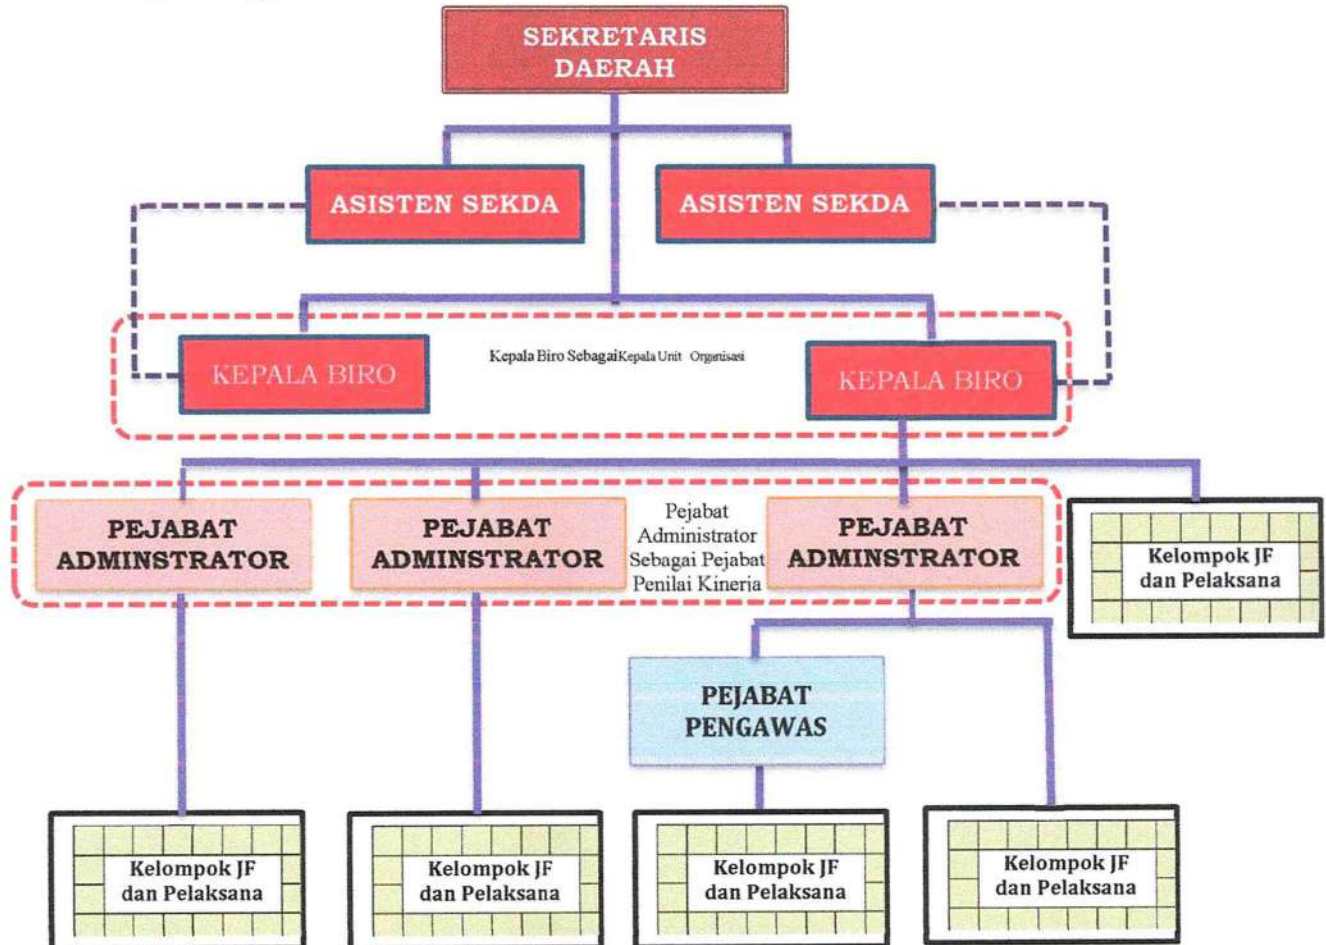 SEKRETARIS
DAERAH
ASISTEN SEKDA
ASISTEN SEKDA
KEPALA BIRO
Kepala Biro SebagaiKepala Unit Organisasi
KEPALA BIRO
PEJABAT
ADMINSTRATOR
PEJABAT
ADMINSTRATOR
Pejabat
Administrator
Sebagai Pejabat
Penilai Kinerja
PEJABAT
ADMINSTRATOR
Kelompok JF
dan Pelaksana
PEJABAT
PENGAWAS
Kelompok JF
dan Pelaksana
Kelompok JF
dan Pelaksana
Kelompok JF
dan Pelaksana
Kelompok JF
dan Pelaksana